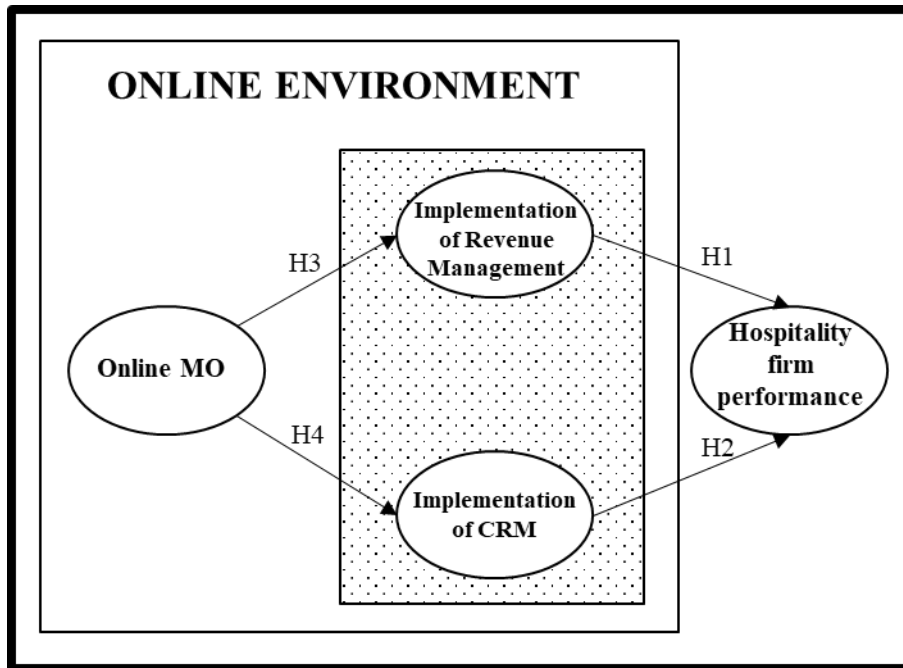 ONLINE ENVIRONMENT
Implementation
of Revenue
Management
H3
H1
Online MO
Hospitality
firm
performance
H4
H2
Implementation
of CRM